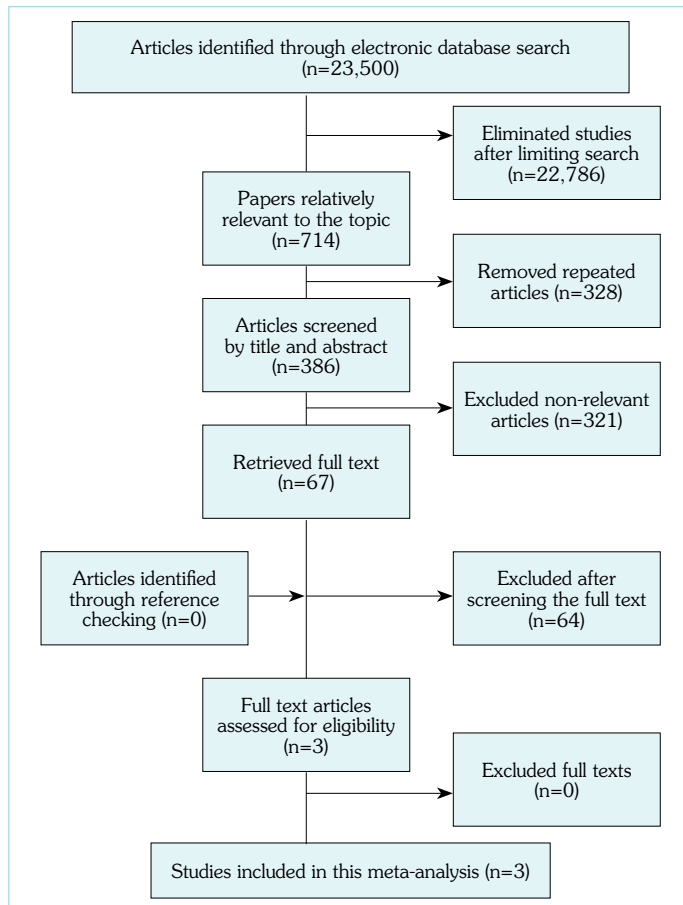 Articles identified through electronic database search
(n=23,500)
Eliminated studies
after limiting search
(n=22,786)
Papers relatively
relevant to the topic
(n=714)
Removed repeated
articles (n=328)
Articles screened
by title and abstract
(n=386)
Excluded non-relevant
articles (n=321)
Retrieved full text
(n=67)
Articles identified
through reference
checking (n=0)
Excluded after
screening the full text
(n=64)
Full text articles
assessed for eligibility
(n=3)
Excluded full texts
(n=0)
Studies included in this meta-analysis (n=3)